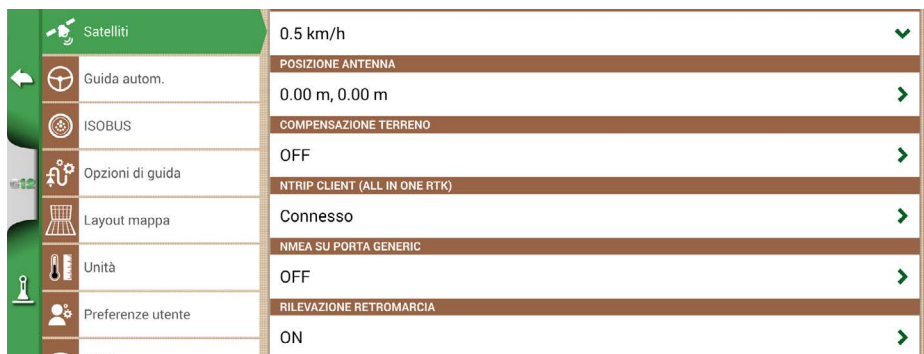 Satelliti
Guida autom.
ISOBUS
Opzioni di guida
Layout mappa
Unità
Preferenze utente
0.5 km/h
POSIZIONE ANTENNA
0.00 m, 0.00 m
COMPENSAZIONE TERRENO
OFF
NTRIP CLIENT (ALL IN ONE RTK)
Connesso
NMEA SU PORTA GENERIC
OFF
RILEVAZIONE RETROMARCIA
ON